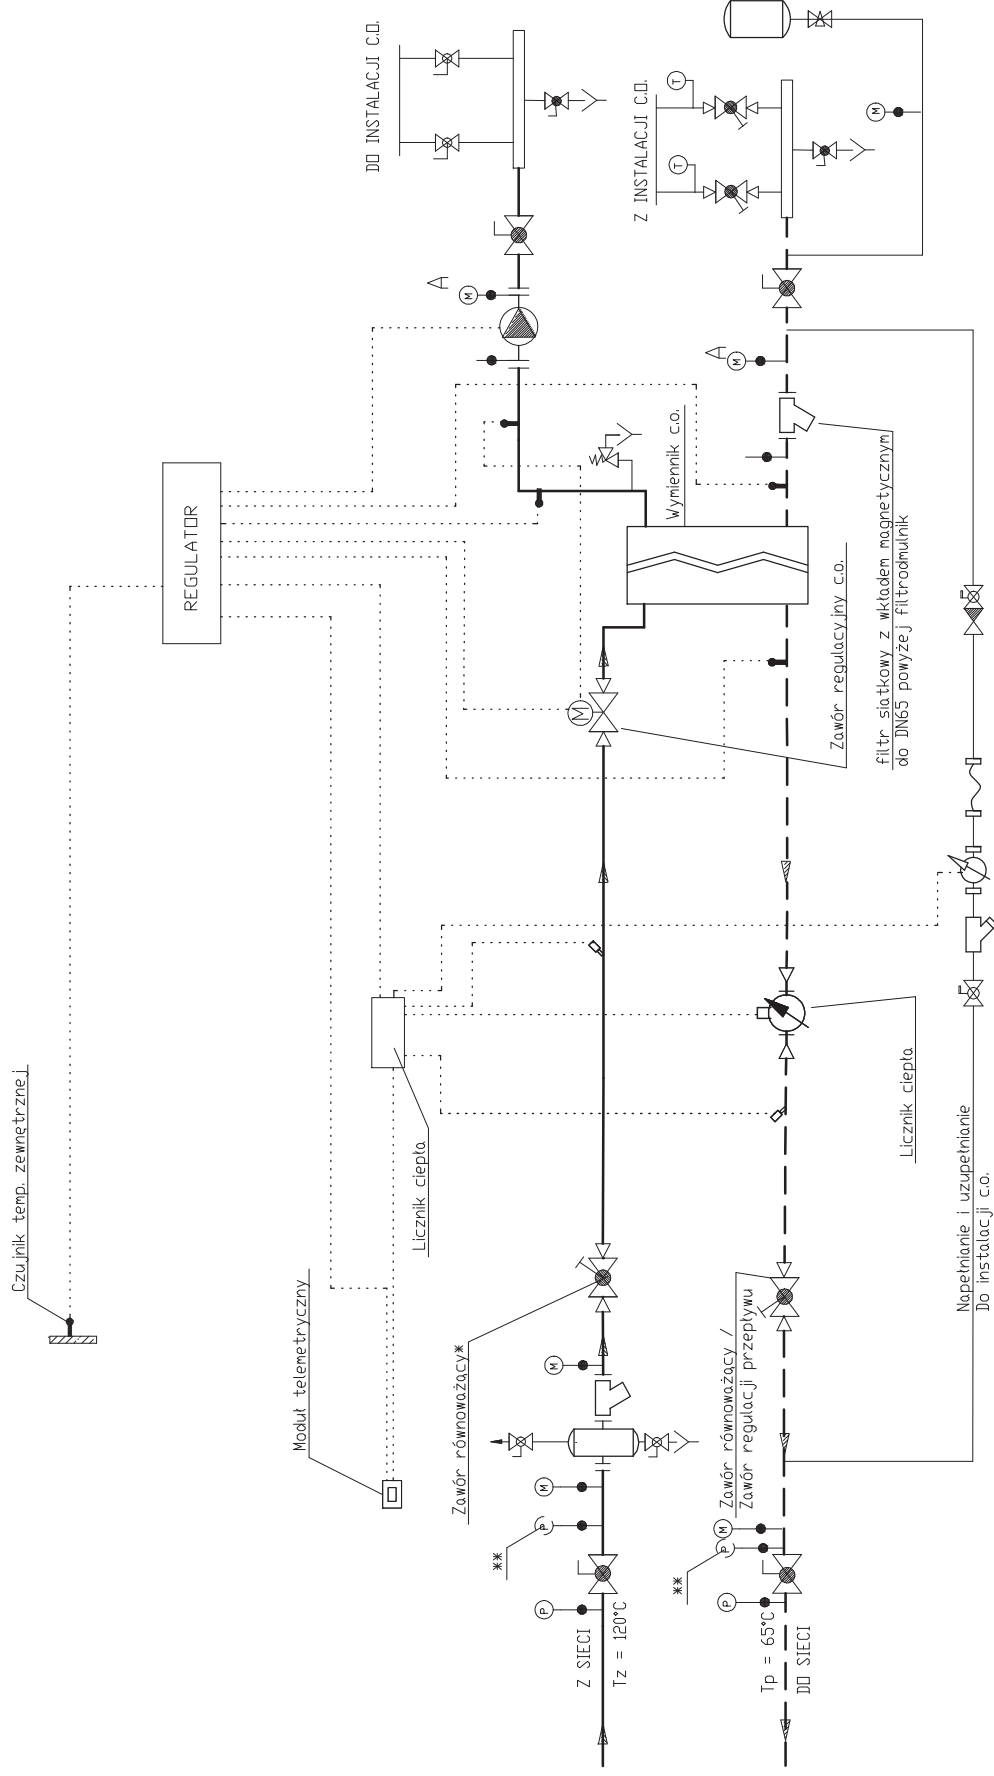 Czujnik temp. zewnętrznej
REGULATOR
Moduł telemetryczny
Licznik ciepła
DO INSTALACJI C.O.
Z INSTALACJI C.O.
T
T
M
M
M
M
Wymiennik c.o.
Zawór regulacyjny c.o.
filtr siatkowy z wkładem magnetycznym
do DN65 powyżej filtrodmulnik
Licznik ciepła
Zawór równoważący*
M
M
P
**
P
Z SIECI
Tz = 120°C
Zawór równoważący /
Zawór regulacji przepływu
M
P
**
P
Tp = 65°C
DO SIECI
Napełnianie i uzupełnianie
Do instalacji c.o.